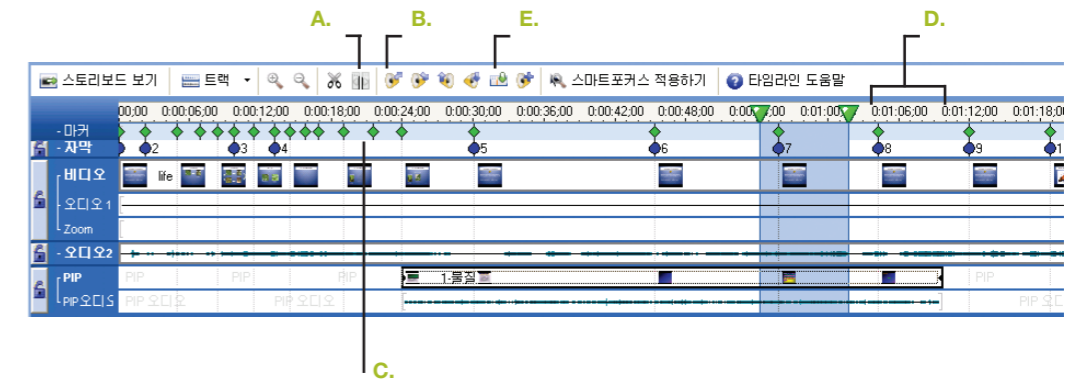 A. B. E. D.
스토리보드 보기 트랙 스마트포커스 적용하기 타임라인 도움말
00;00 0:00:06;00 0:00:12;00 0:00:18;00 0:00:24;00 0:00:30;00 0:00:36;00 0:00:42;00 0:00:48;00 0:01:06;00 0:01:12;00 0:01:18;00
- 마커
- 자막 2 3 4 5 6 7 8 9 1
비디오 life
오디오 1
Zoom
- 오디오2
PIP PIP PIP PIP 1-물질 PIP
PIP오디오 PIP 오디오 PIP 오디오 PIP 오디
C.